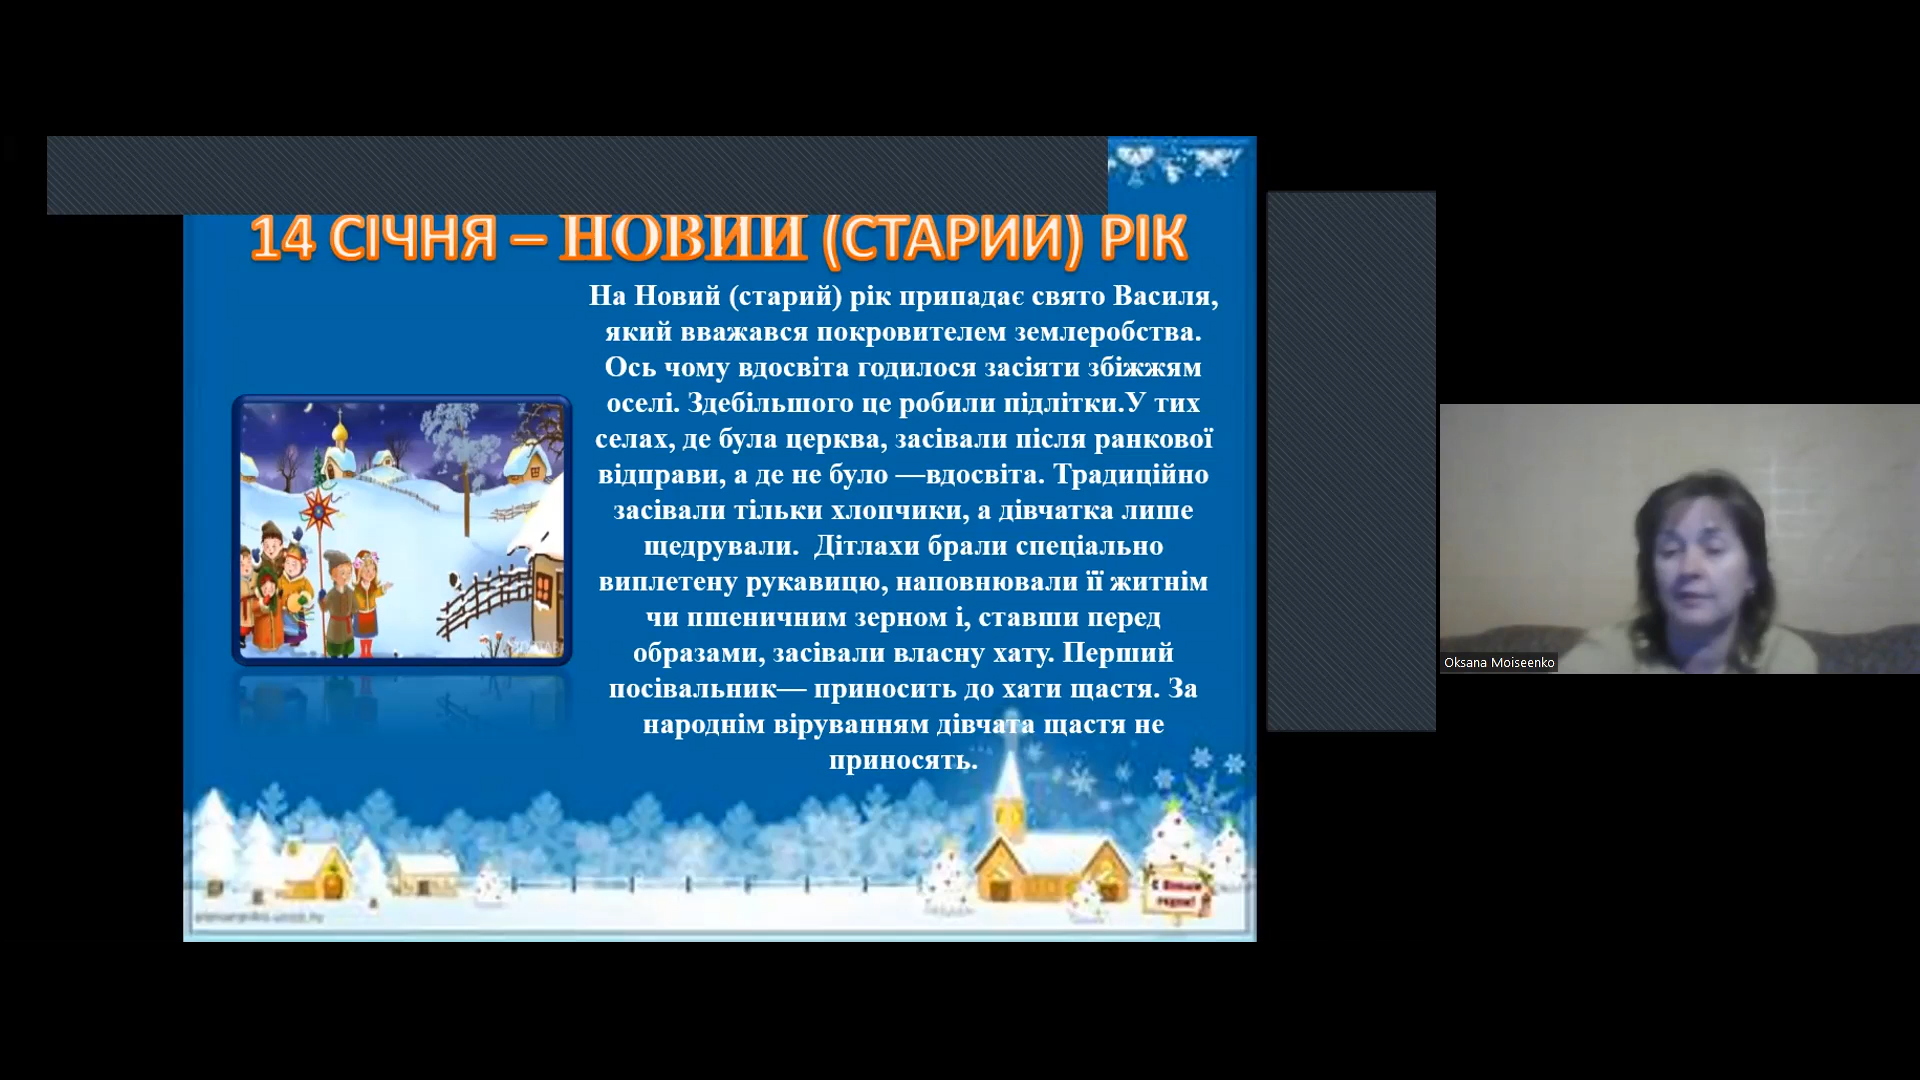 14 СІЧНЯ – НОВИЙ (СТАРИЙ) РІК
На Новий (старий) рік припадає свято Василя,
який вважався покровителем землеробства.
Ось чому вдосвіта годилося засіяти збіжжям
оселі. Здебільшого це робили підлітки.У тих
селах, де була церква, засівали після ранкової
відправи, а де не було —вдосвіта. Традиційно
засівали тільки хлопчики, а дівчатка лише
щедрували.  Дітлахи брали спеціально
виплетену рукавицю, наповнювали її житнім
чи пшеничним зерном і, ставши перед
образами, засівали власну хату. Перший
посівальник— приносить до хати щастя. За
народнім віруванням дівчата щастя не
приносять.
Oksana Moiseenko